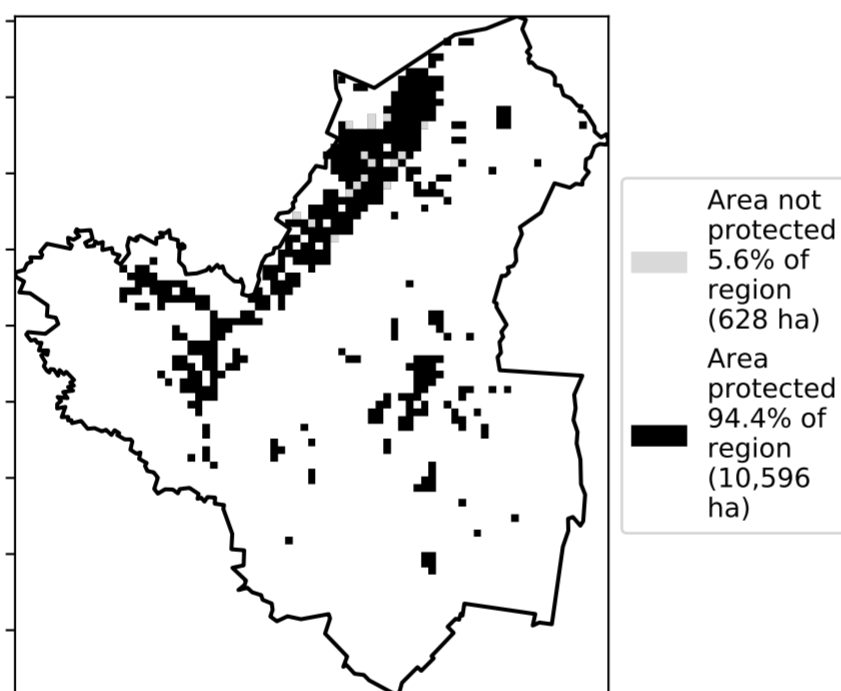 Area not
protected
5.6% of
region
(628 ha)
Area
protected
94.4% of
region
(10,596
ha)